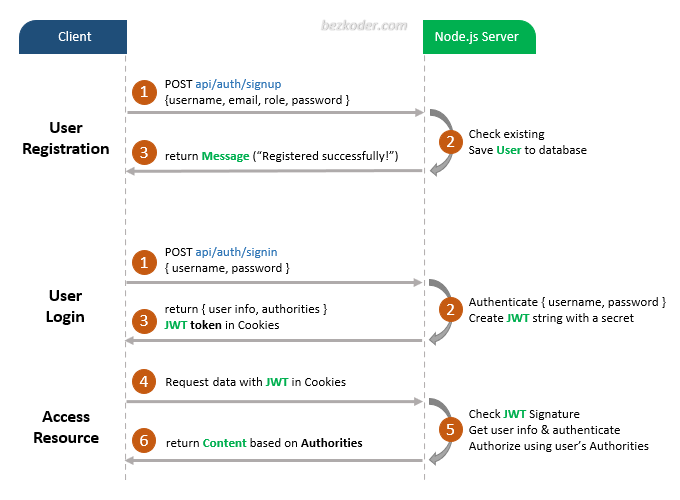 bezkoder.com
Client
Node.js Server
User
Registration
1
POST api/auth/signup
{username, email, role, password }
2
Check existing
Save User to database
3
return Message (“Registered successfully!”)
User
Login
1
POST api/auth/signin
{ username, password }
2
Authenticate { username, password }
Create JWT string with a secret
3
return { user info, authorities }
JWT token in Cookies
Access
Resource
4
Request data with JWT in Cookies
5
Check JWT Signature
Get user info & authenticate
Authorize using user’s Authorities
6
return Content based on Authorities